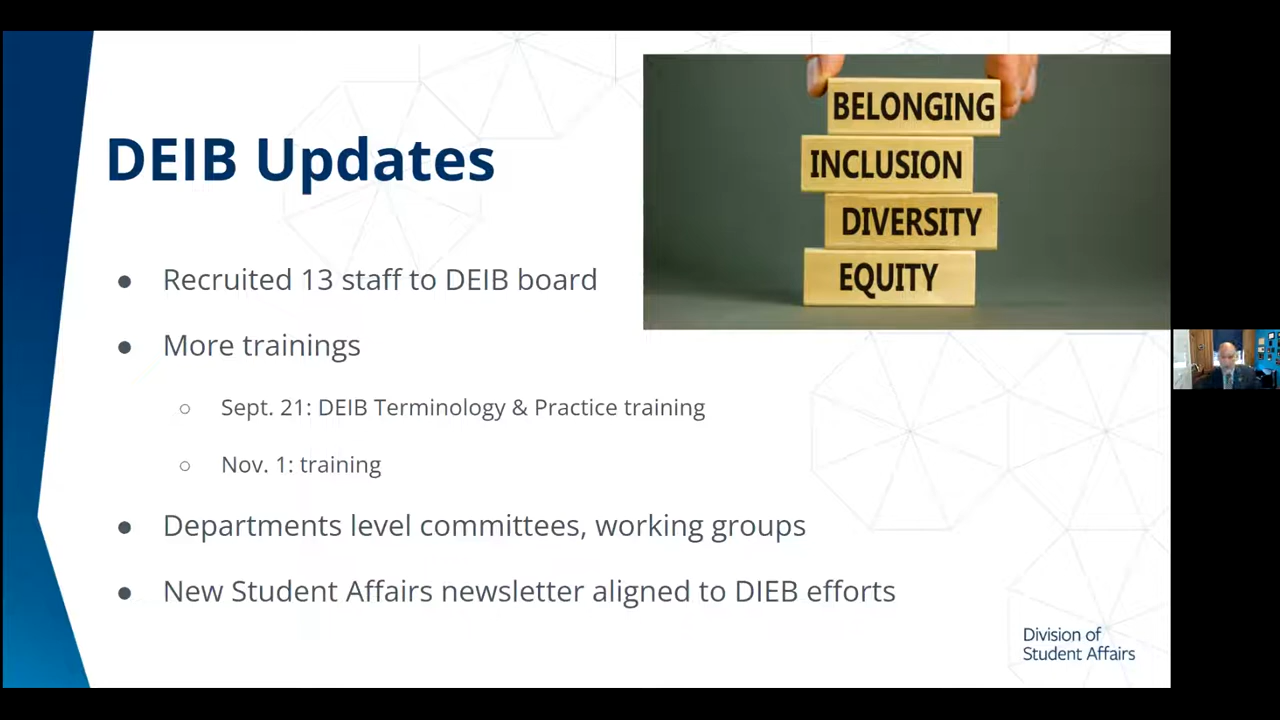 BELONGING
INCLUSION
DIVERSITY
EQUITY
DEIB Updates
● Recruited 13 staff to DEIB board
● More trainings
○ Sept. 21: DEIB Terminology & Practice training
○ Nov. 1: training
● Departments level committees, working groups
● New Student Affairs newsletter aligned to DIEB efforts
Division of
Student Affairs